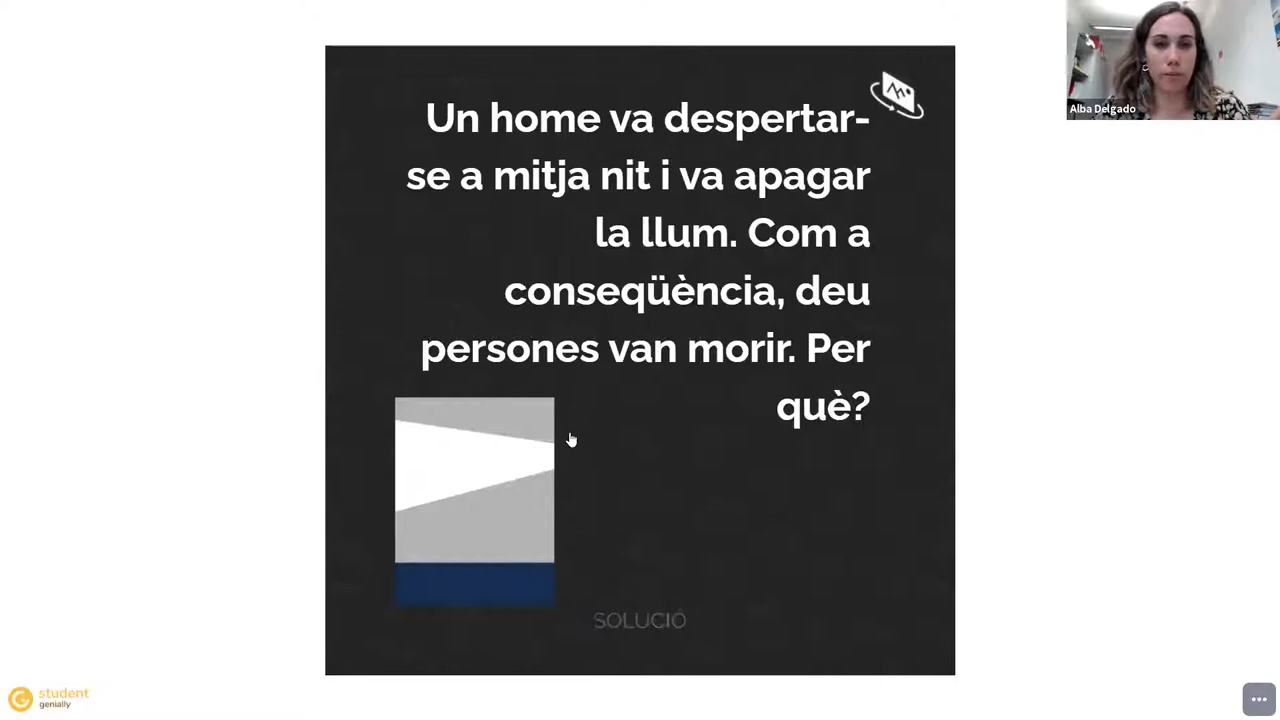 Un home va despertar-
se a mitja nit i va apagar
la llum. Com a
conseqüència, deu
persones van morir. Per
què?
SOLUCIÓ
Alba Delgado
student
genially